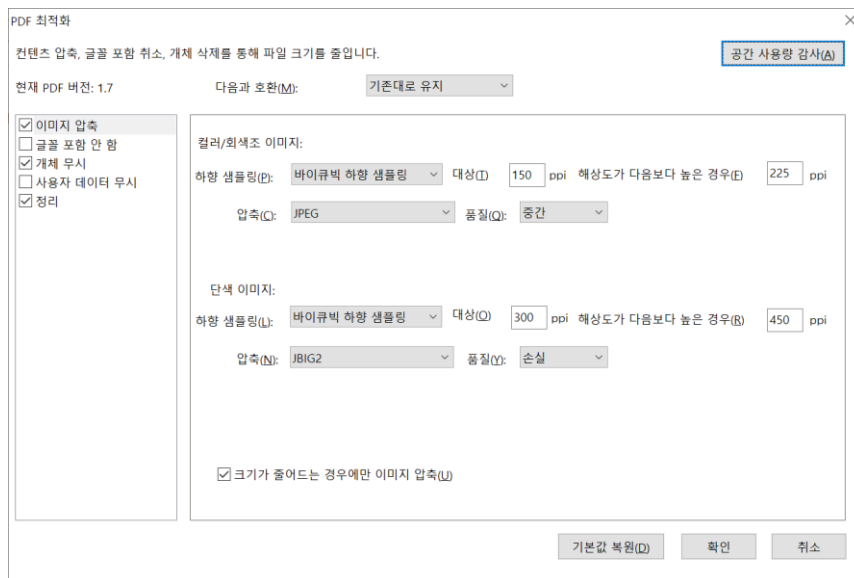 PDF 최적화
컨텐츠 압축, 글꼴 포함 취소, 개체 삭제를 통해 파일 크기를 줄입니다.
공간 사용량 감사(A)
현재 PDF 버전: 1.7
다음과 호환(M):
기존대로 유지
이미지 압축
글꼴 포함 안 함
개체 무시
사용자 데이터 무시
정리
컬러/회색조 이미지:
하향 샘플링(P): 바이큐빅 하향 샘플링 대상(T) 150 ppi 해상도가 다음보다 높은 경우(F) 225 ppi
압축(C): JPEG 품질(Q): 중간
단색 이미지:
하향 샘플링(L): 바이큐빅 하향 샘플링 대상(O) 300 ppi 해상도가 다음보다 높은 경우(R) 450 ppi
압축(N): JBIG2 품질(Y): 손실
크기가 줄어드는 경우에만 이미지 압축(U)
기본값 복원(D) 확인 취소